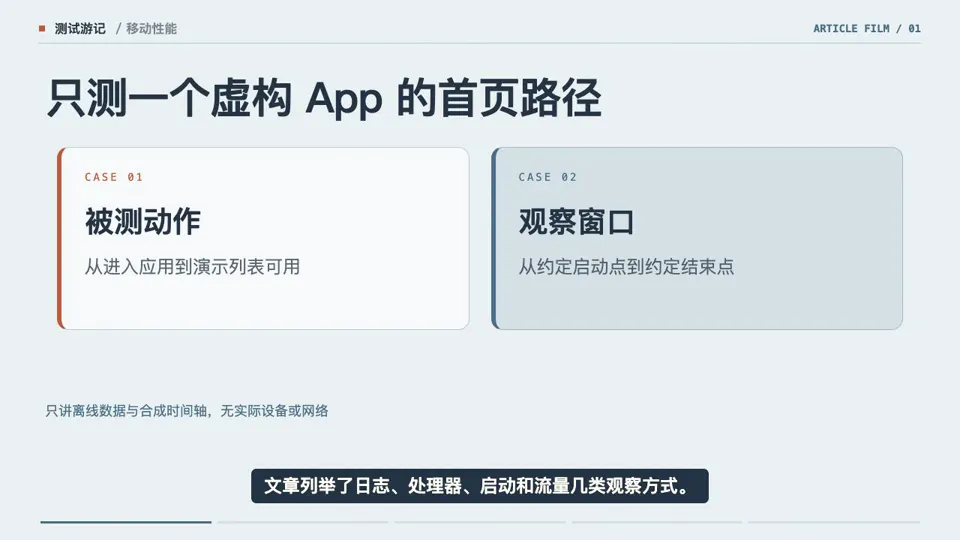 测试游记 / 移动性能
ARTICLE FILM / 01
只测一个虚构 App 的首页路径
CASE 01
被测动作
从进入应用到演示列表可用
CASE 02
观察窗口
从约定启动点到约定结束点
只讲离线数据与合成时间轴，无实际设备或网络
文章列举了日志、处理器、启动和流量几类观察方式。